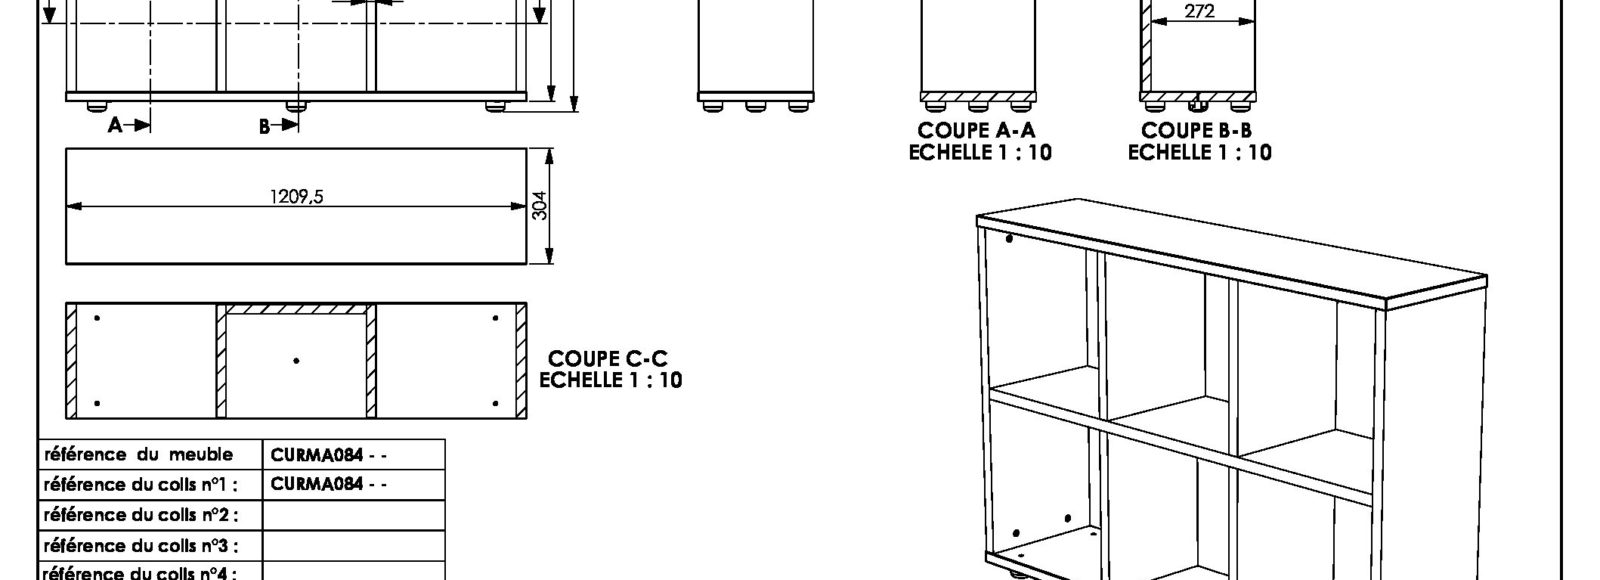 272
A
B
COUPE A-A
ECHELLE 1 : 10
COUPE B-B
ECHELLE 1 : 10
1209,5
304
COUPE C-C
ECHELLE 1 : 10
référence du meuble CURMA084 - -
référence du colis n°1 : CURMA084 - -
référence du colis n°2 :
référence du colis n°3 :
référence du colis n°4 :